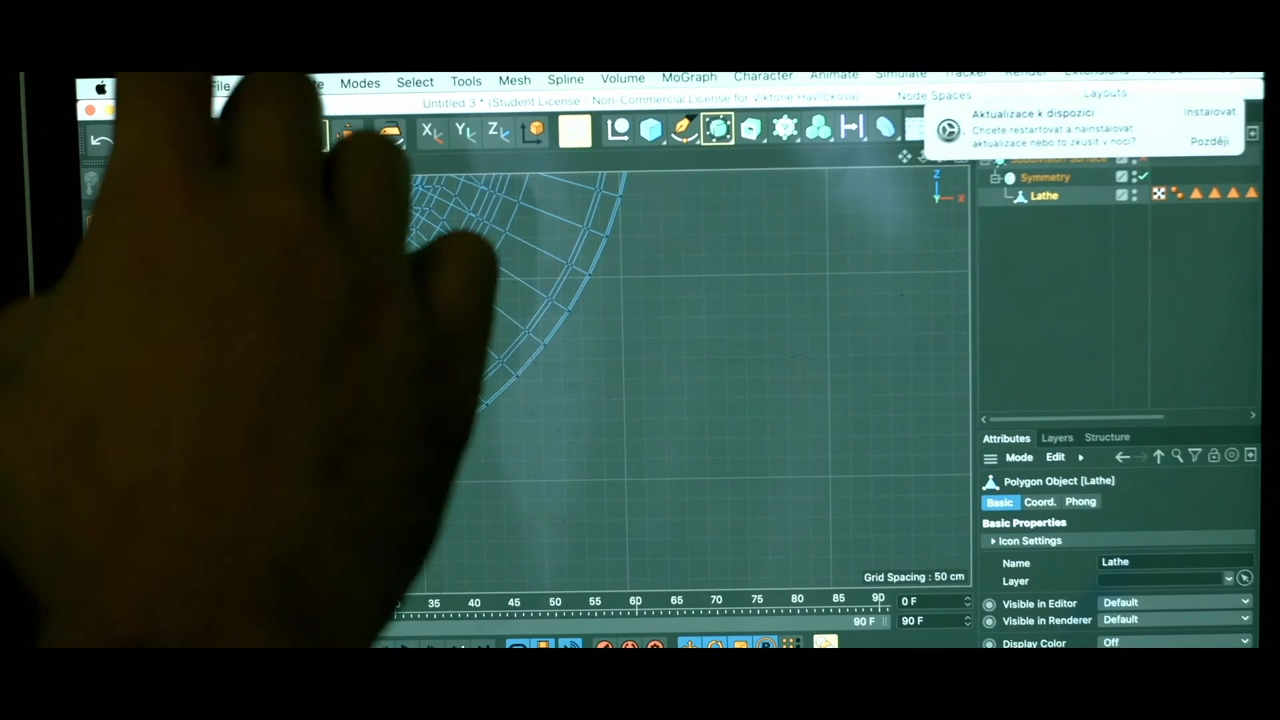 File
Modes Select Tools Mesh Spline Volume MoGraph Character Animate Simulate Tracker Render Extensions
Untitled 3 * (Student License - Non-Commercial License for Viktorie Havlíčková)
Node Spaces
Layouts
Aktualizace k dispozici
Instalovat
Chcete restartovat a nainstalovat
aktualizace nebo to zkusit v noci?
Později
X Y Z
Subdivision Surface
Symmetry
Lathe
Z
Y X
Grid Spacing : 50 cm
Attributes Layers Structure
Mode Edit
Polygon Object [Lathe]
Basic Coord. Phong
Basic Properties
Icon Settings
Name Lathe
Layer
Visible in Editor Default
Visible in Renderer Default
Display Color Off
35 40 45 50 55 60 65 70 75 80 85 90
0 F
90 F
90 F